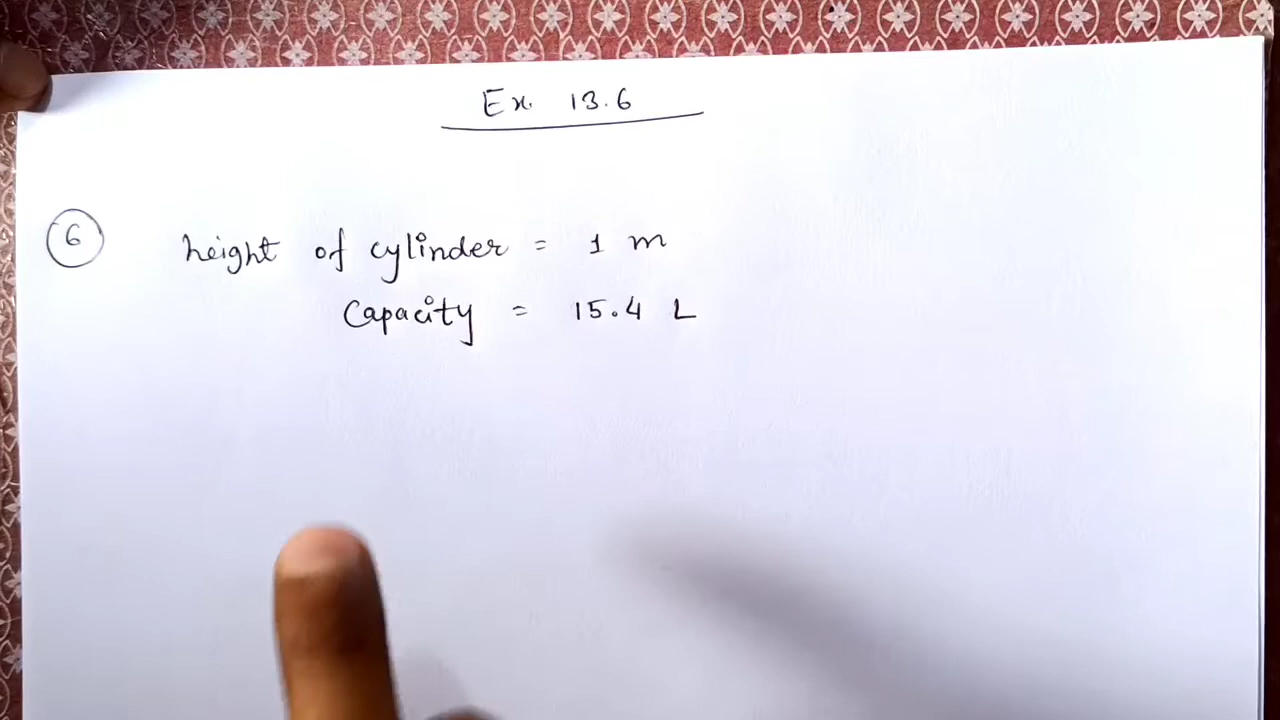 Ex. 13.6
6 height of cylinder = 1 m
Capacity = 15.4 L